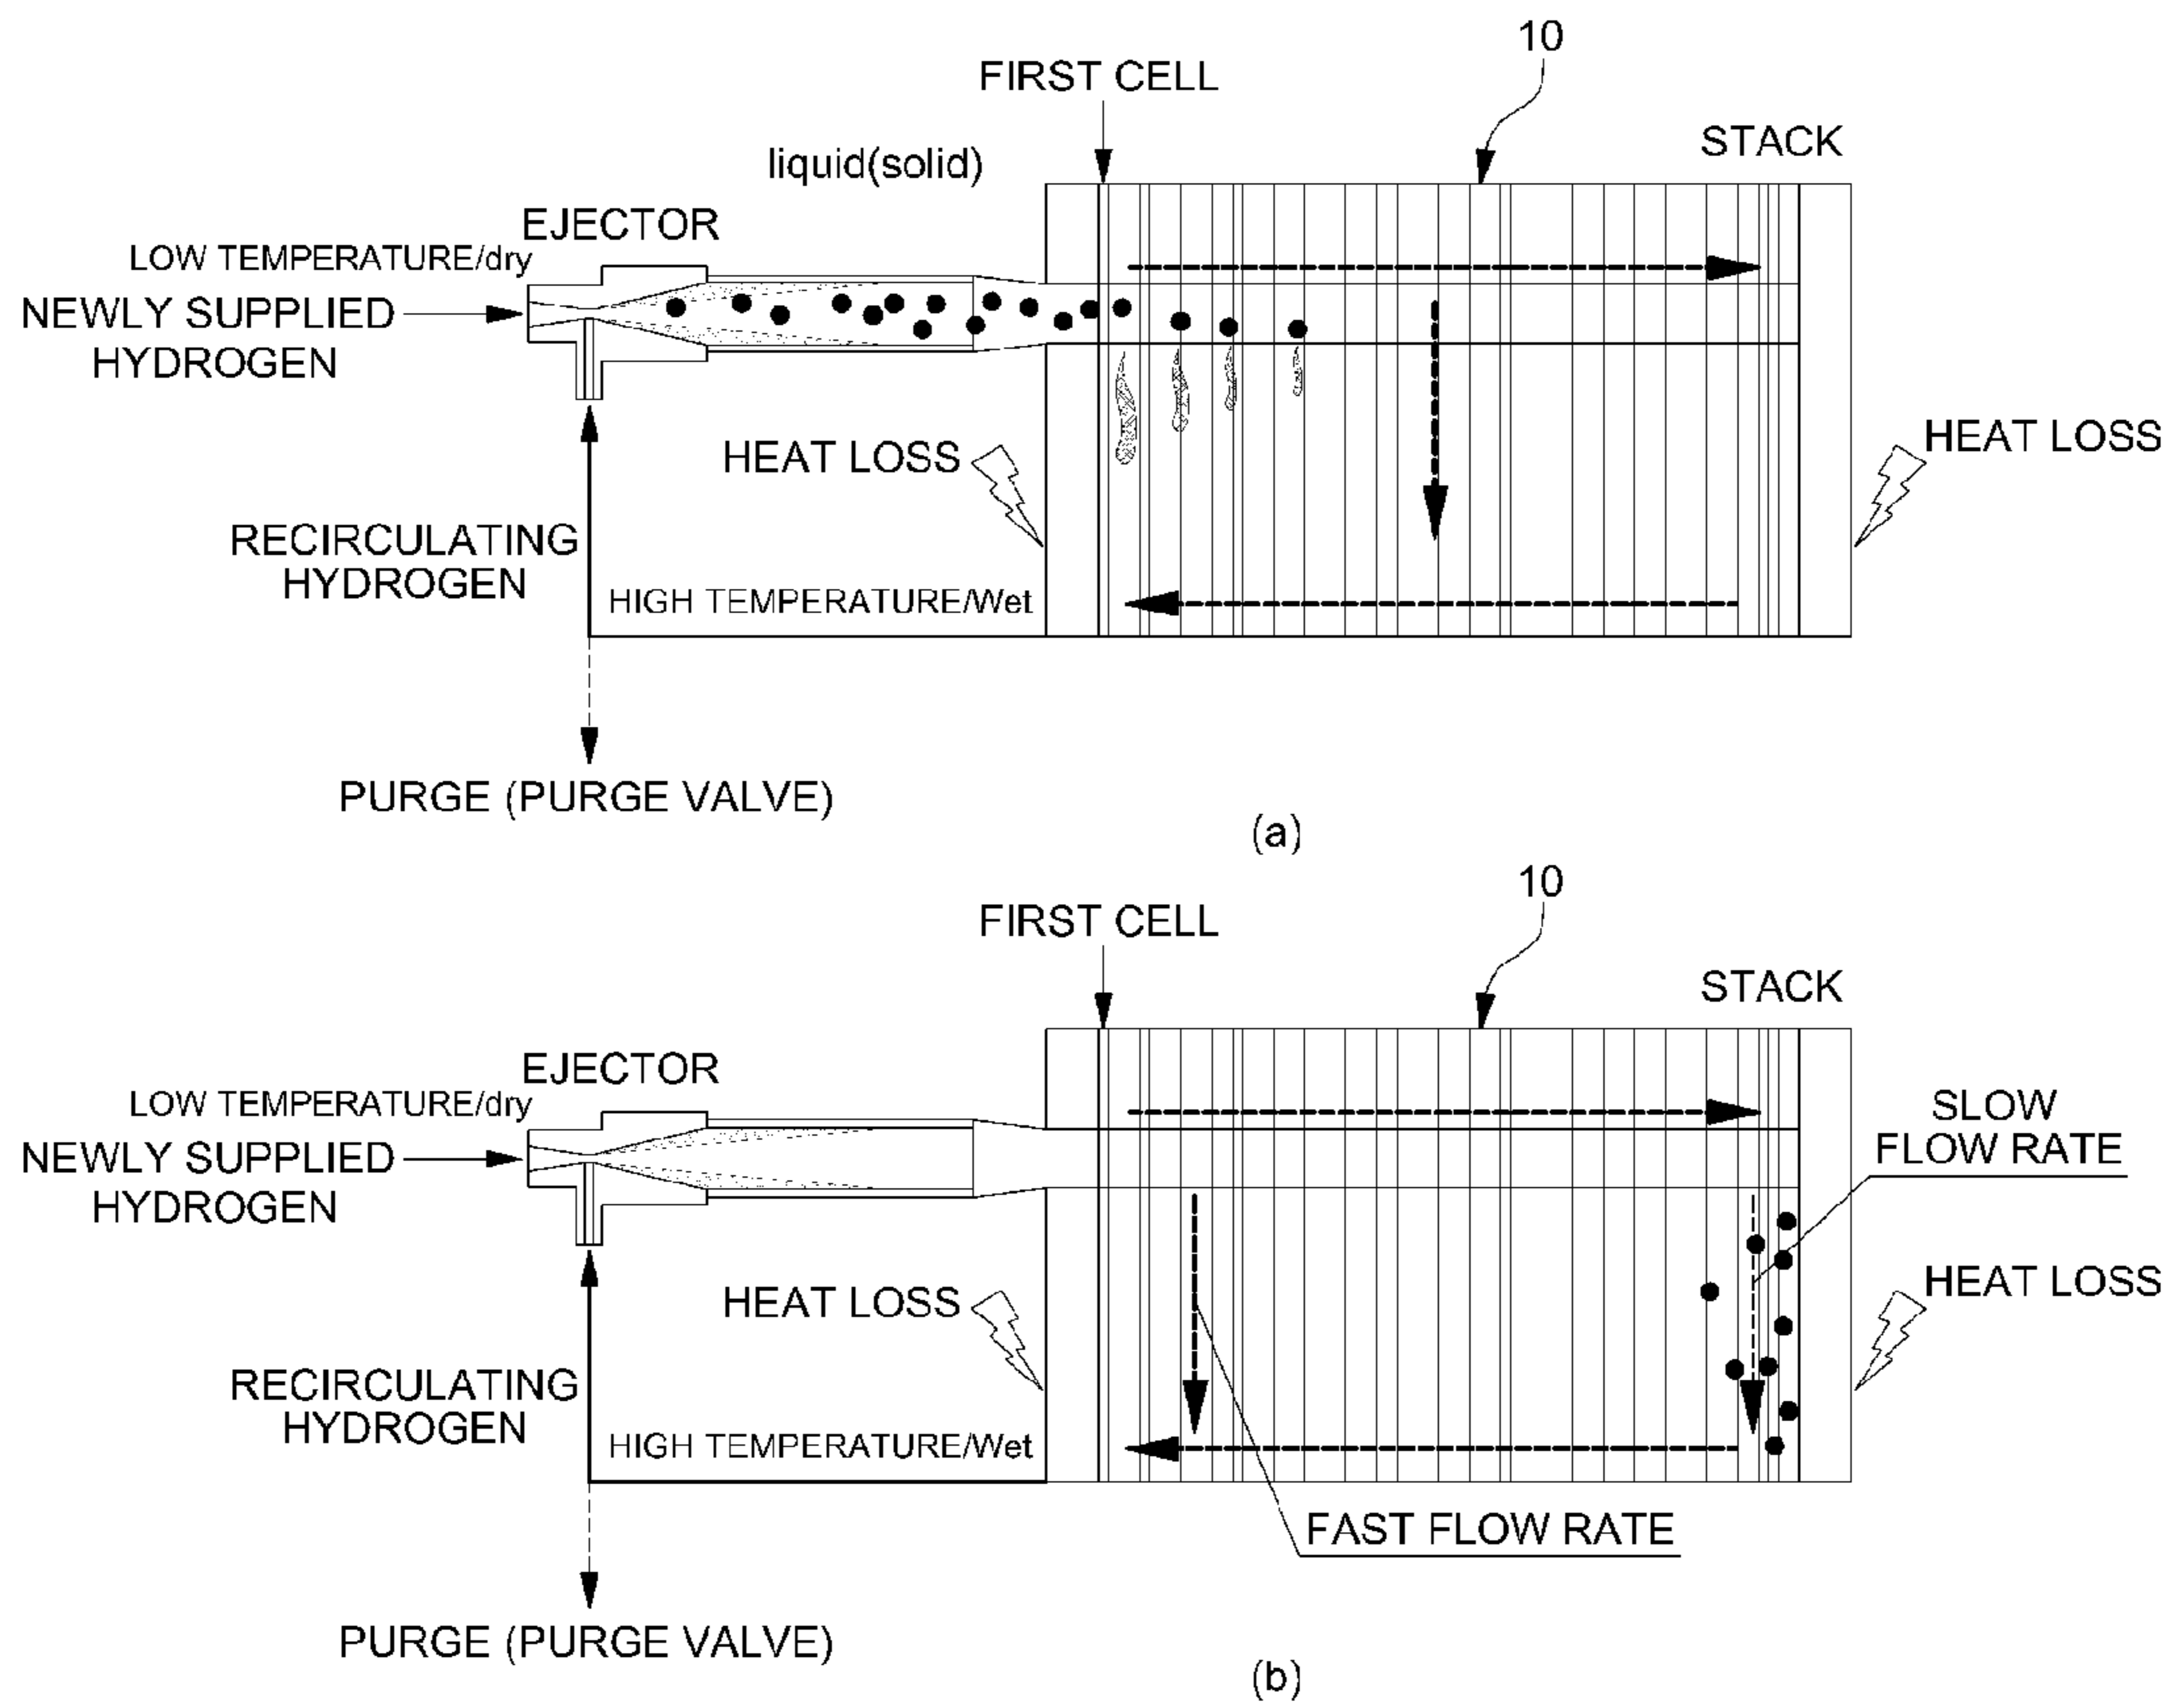 10
FIRST CELL
STACK
liquid(solid)
EJECTOR
LOW TEMPERATURE/dry
NEWLY SUPPLIED
HYDROGEN
HEAT LOSS
HEAT LOSS
RECIRCULATING
HYDROGEN
HIGH TEMPERATURE/Wet
PURGE (PURGE VALVE)
(a)
10
FIRST CELL
STACK
EJECTOR
LOW TEMPERATURE/dry
NEWLY SUPPLIED
HYDROGEN
SLOW
FLOW RATE
HEAT LOSS
HEAT LOSS
RECIRCULATING
HYDROGEN
HIGH TEMPERATURE/Wet
FAST FLOW RATE
PURGE (PURGE VALVE)
(b)